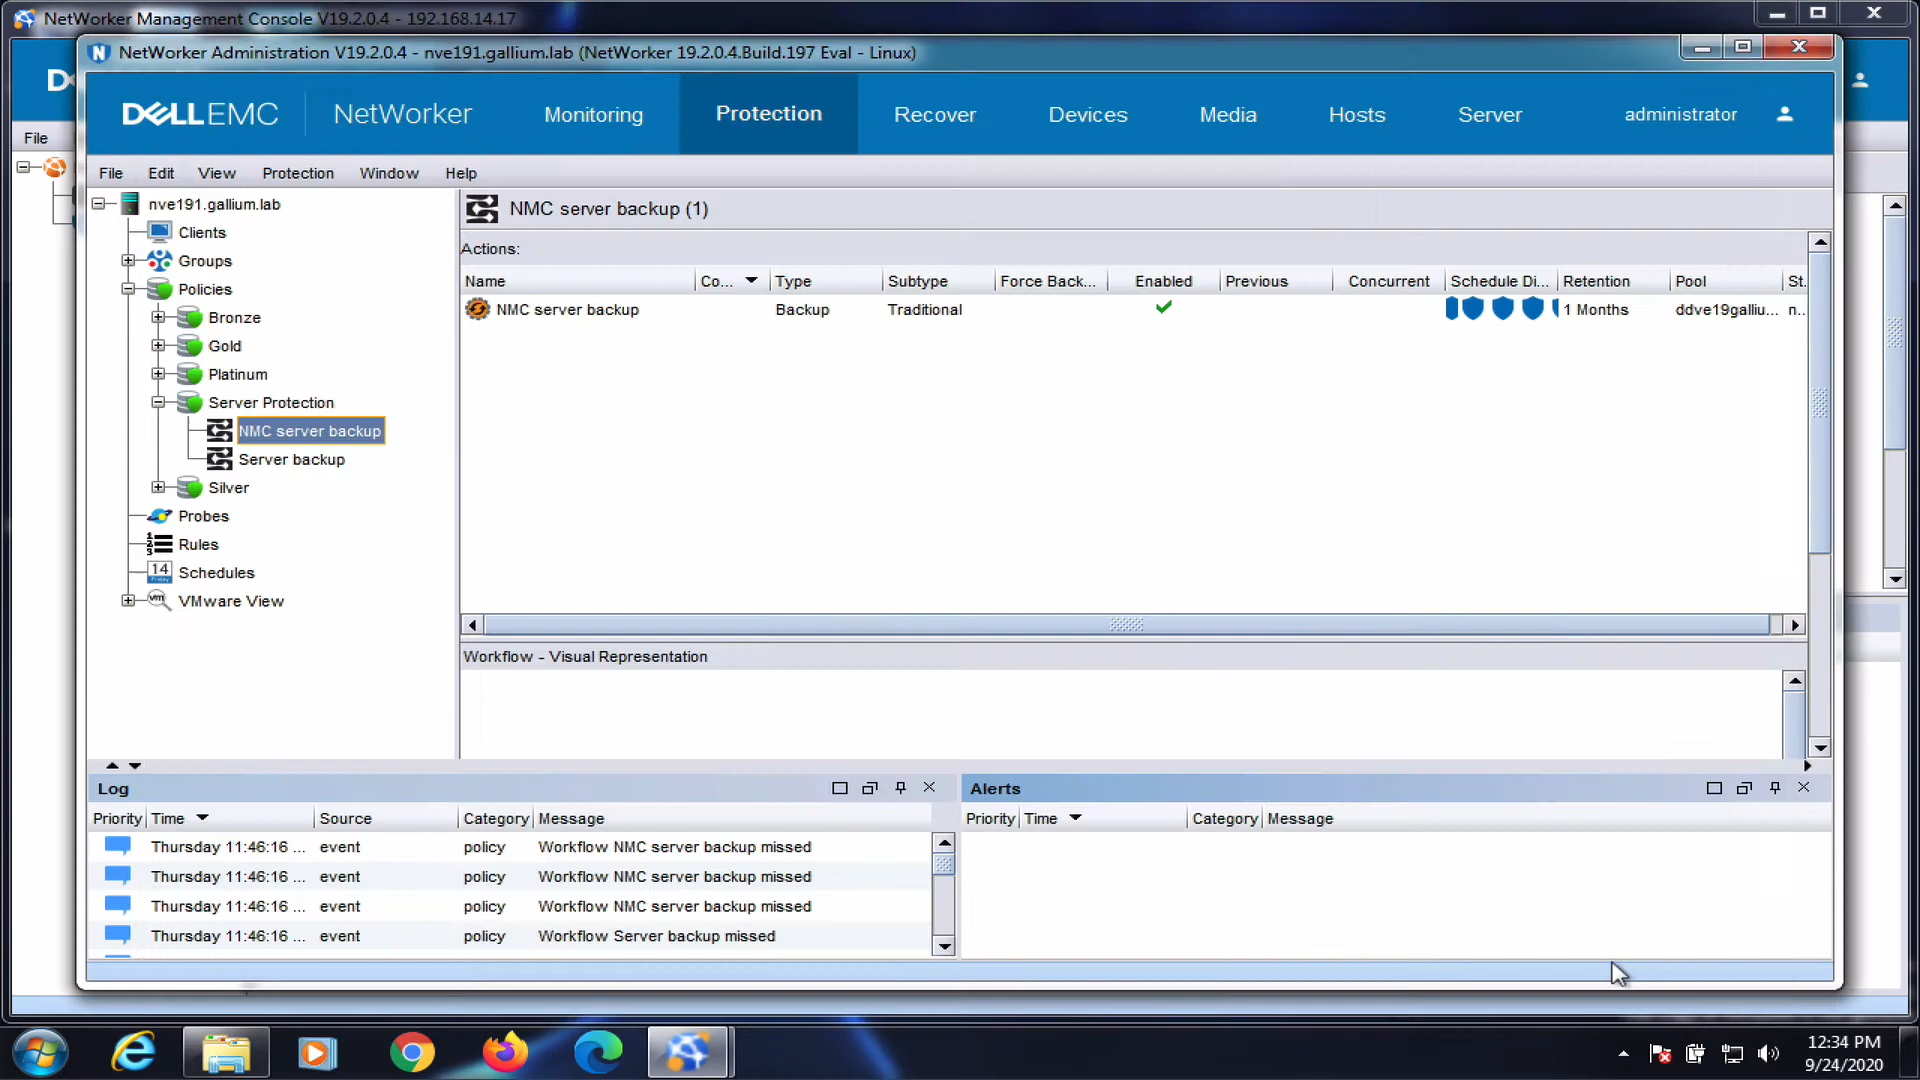 NetWorker Management Console V19.2.0.4 - 192.168.14.17
NetWorker Administration V19.2.0.4 - nve191.gallium.lab (NetWorker 19.2.0.4.Build.197 Eval - Linux)
File
DELLEMC NetWorker Monitoring Protection Recover Devices Media Hosts Server administrator
File Edit View Protection Window Help
nve191.gallium.lab
Clients
Groups
Policies
Bronze
Gold
Platinum
Server Protection
NMC server backup
Server backup
Silver
Probes
Rules
14
Schedules
VMware View
NMC server backup (1)
Actions:
Name Co... Type Subtype Force Back... Enabled Previous Concurrent Schedule Di... Retention Pool St.
NMC server backup Backup Traditional 1 Months ddve19galliu... n..
Workflow - Visual Representation
Log
Priority Time Source Category Message
Thursday 11:46:16 ... event policy Workflow NMC server backup missed
Thursday 11:46:16 ... event policy Workflow NMC server backup missed
Thursday 11:46:16 ... event policy Workflow NMC server backup missed
Thursday 11:46:16 ... event policy Workflow Server backup missed
Alerts
Priority Time Category Message
12:34 PM
9/24/2020